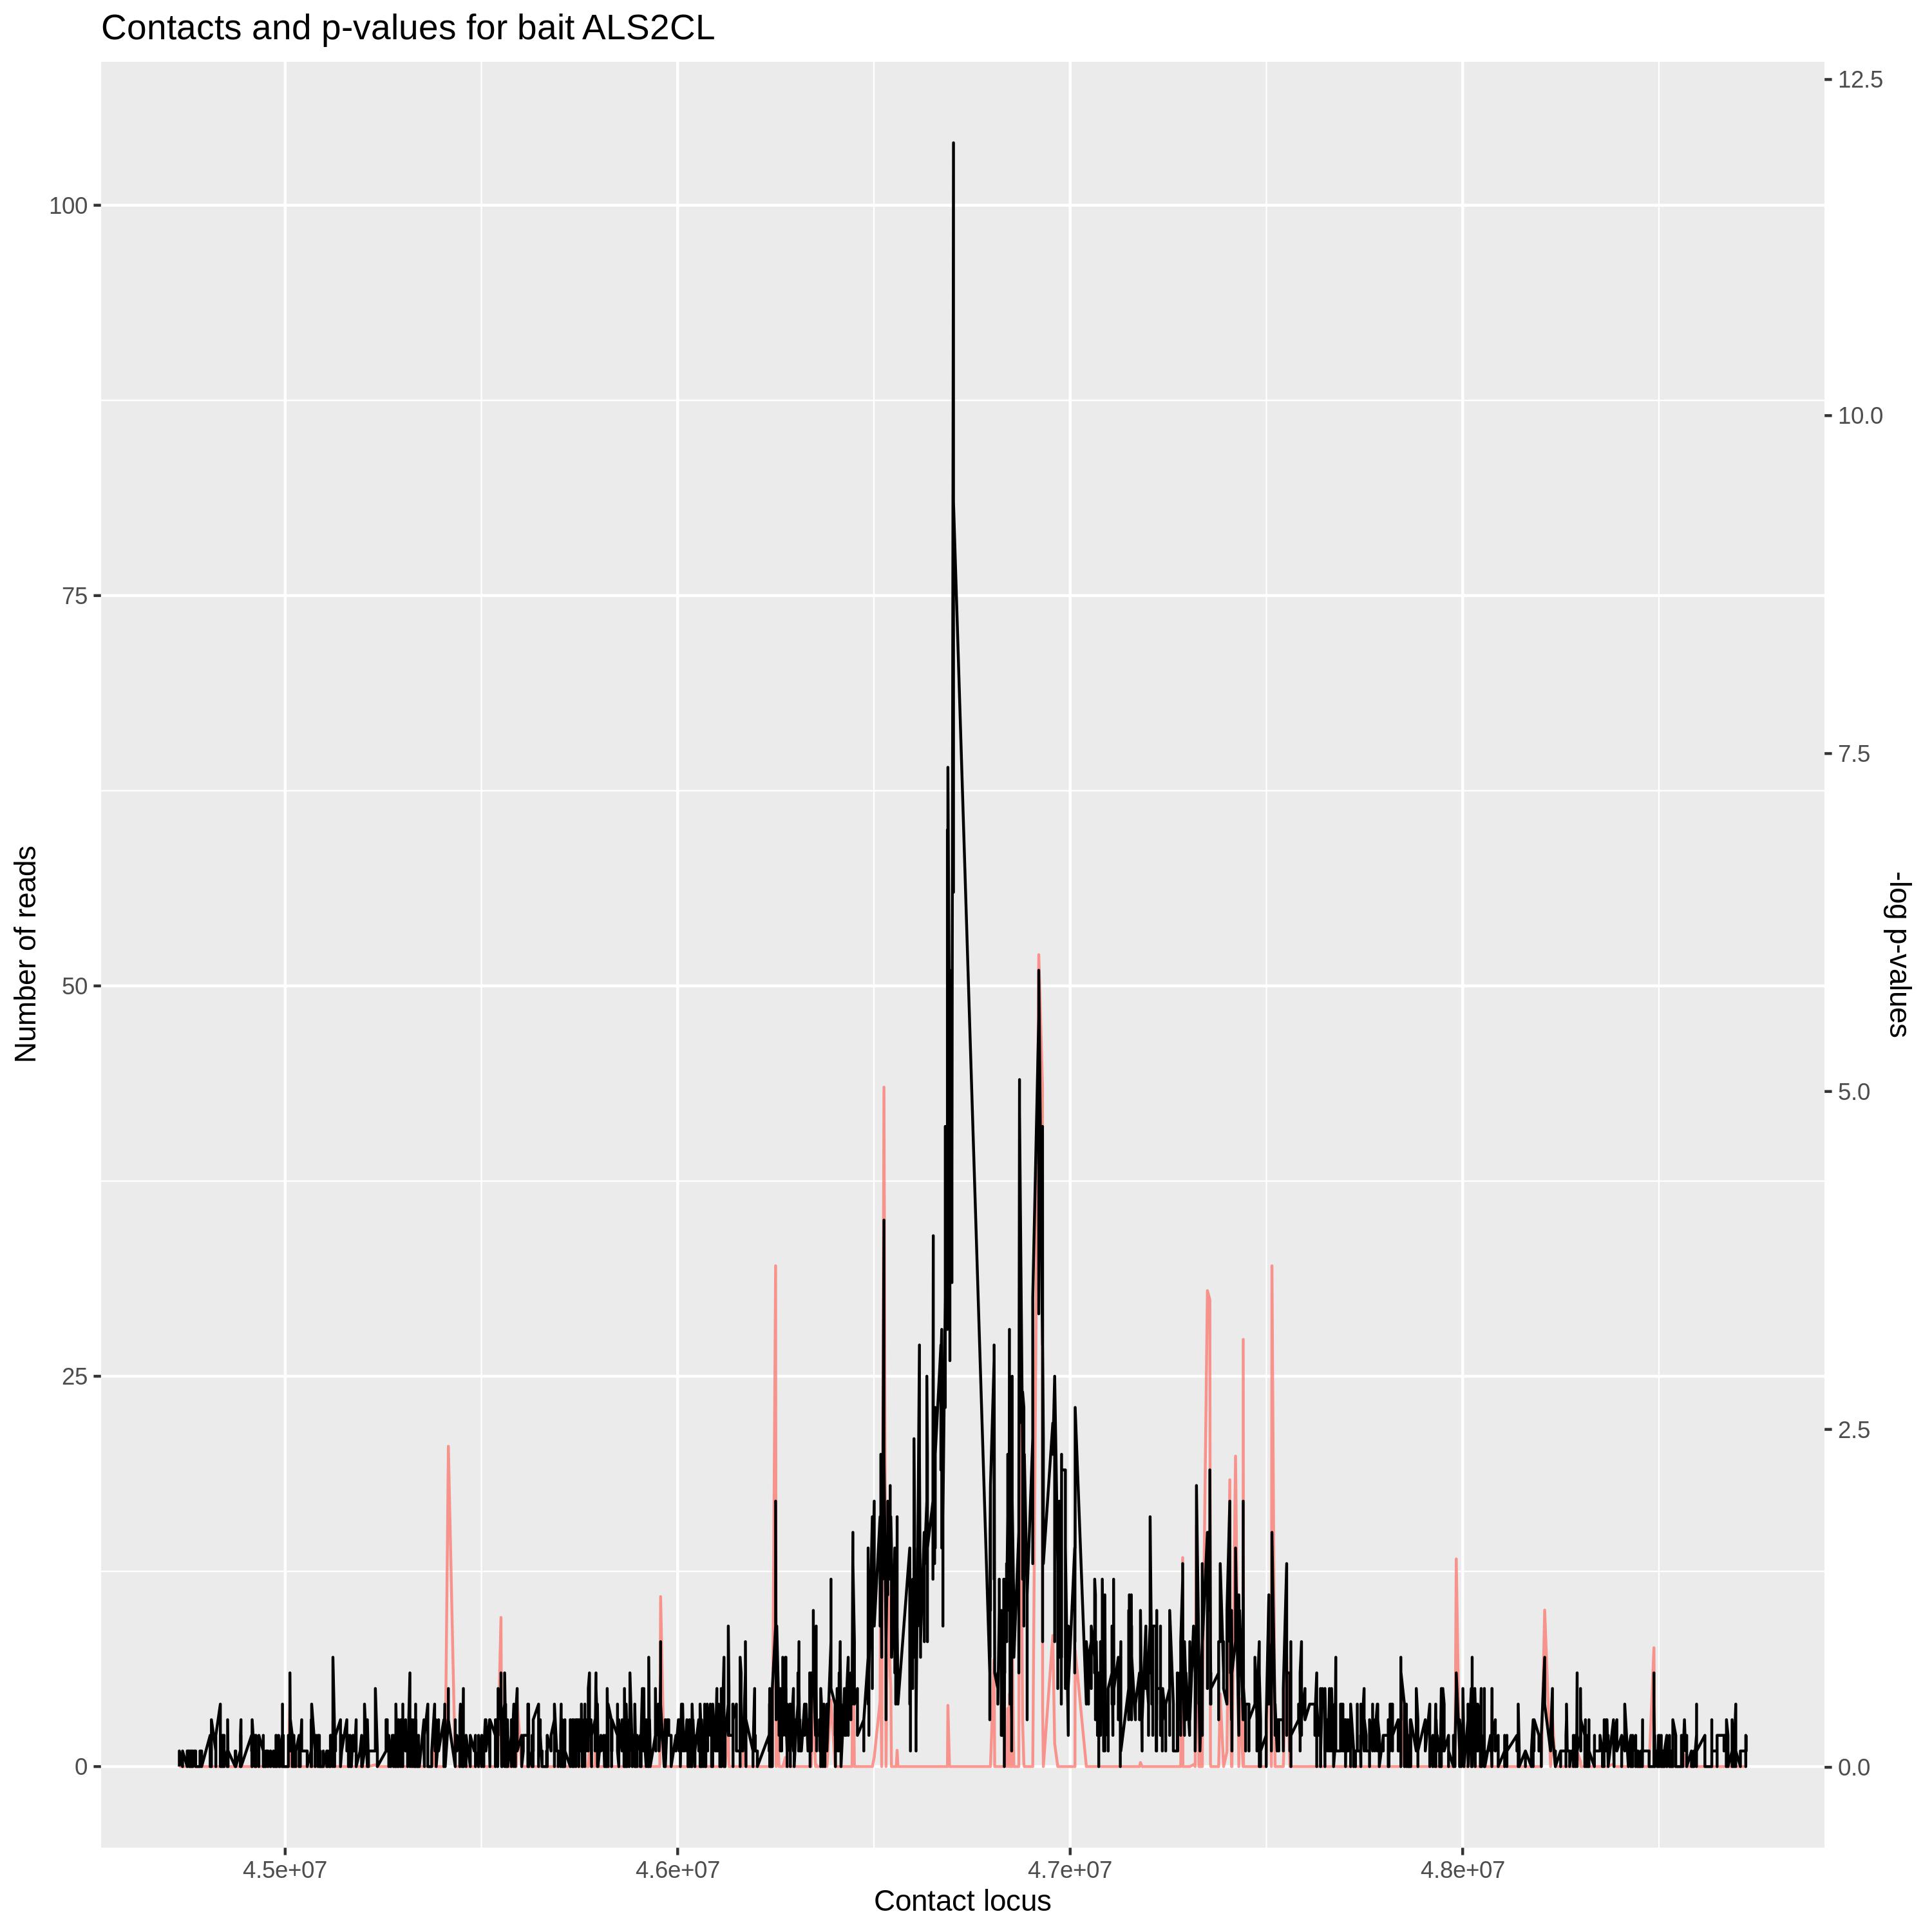 Contacts and p-values for bait ALS2CL
Number of reads
100
75
50
25
0
12.5
10.0
7.5
5.0
2.5
0.0
-log p-values
4.5e+07 4.6e+07 4.7e+07 4.8e+07
Contact locus